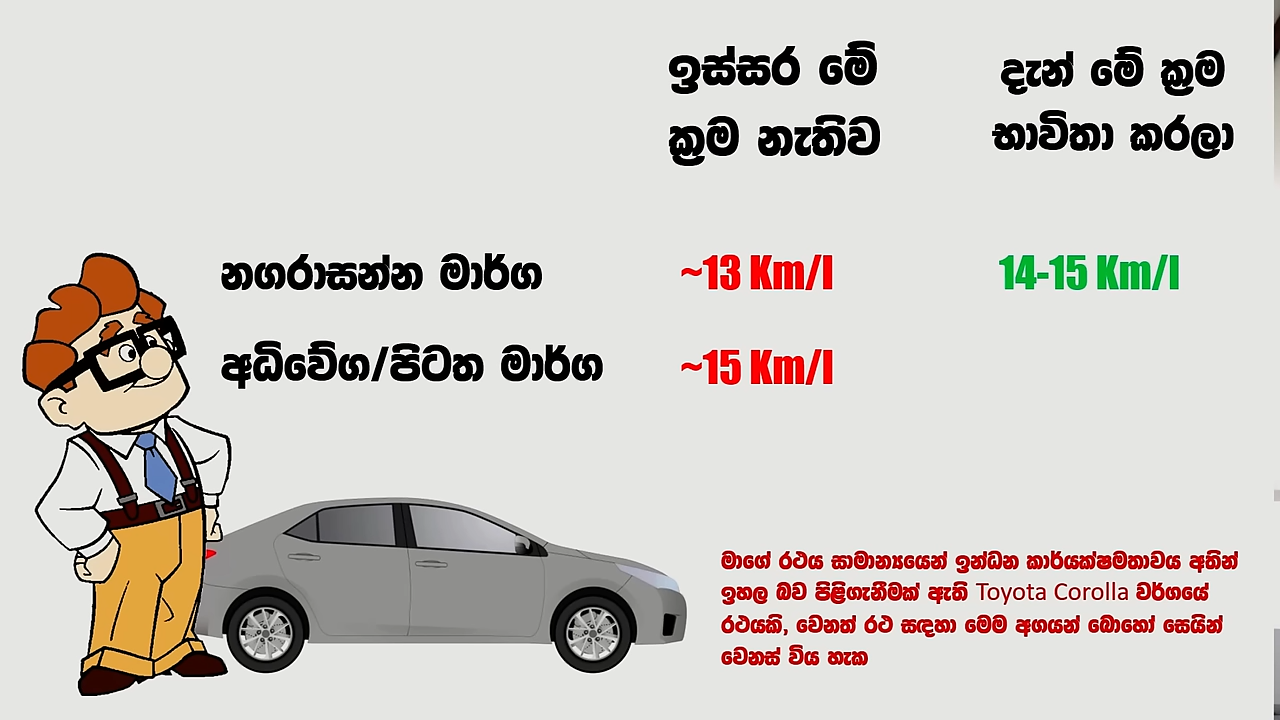 ඉස්සර මේ
ක්‍රම නැතිව
දැන් මේ ක්‍රම
භාවිතා කරලා
නගරාසන්න මාර්ග ~13 Km/l 14-15 Km/l
අධිවේග/පිටත මාර්ග ~15 Km/l
මාගේ රථය සාමාන්‍යයෙන් ඉන්ධන කාර්යක්ෂමතාවය අතින්
ඉහල බව පිළිගැනීමක් ඇති Toyota Corolla වර්ගයේ
රථයකි, වෙනත් රථ සඳහා මෙම අගයන් බොහෝ සෙයින්
වෙනස් විය හැක